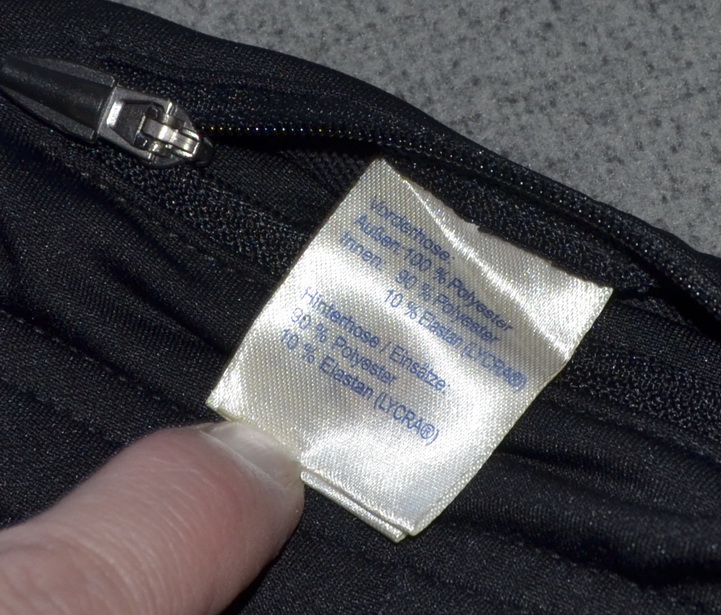 Vorderhose:
Außen: 100 % Polyester
Innen: 90 % Polyester
10 % Elastan (LYCRA®)
Hinterhose / Einsätze:
90 % Polyester
10 % Elastan (LYCRA®)